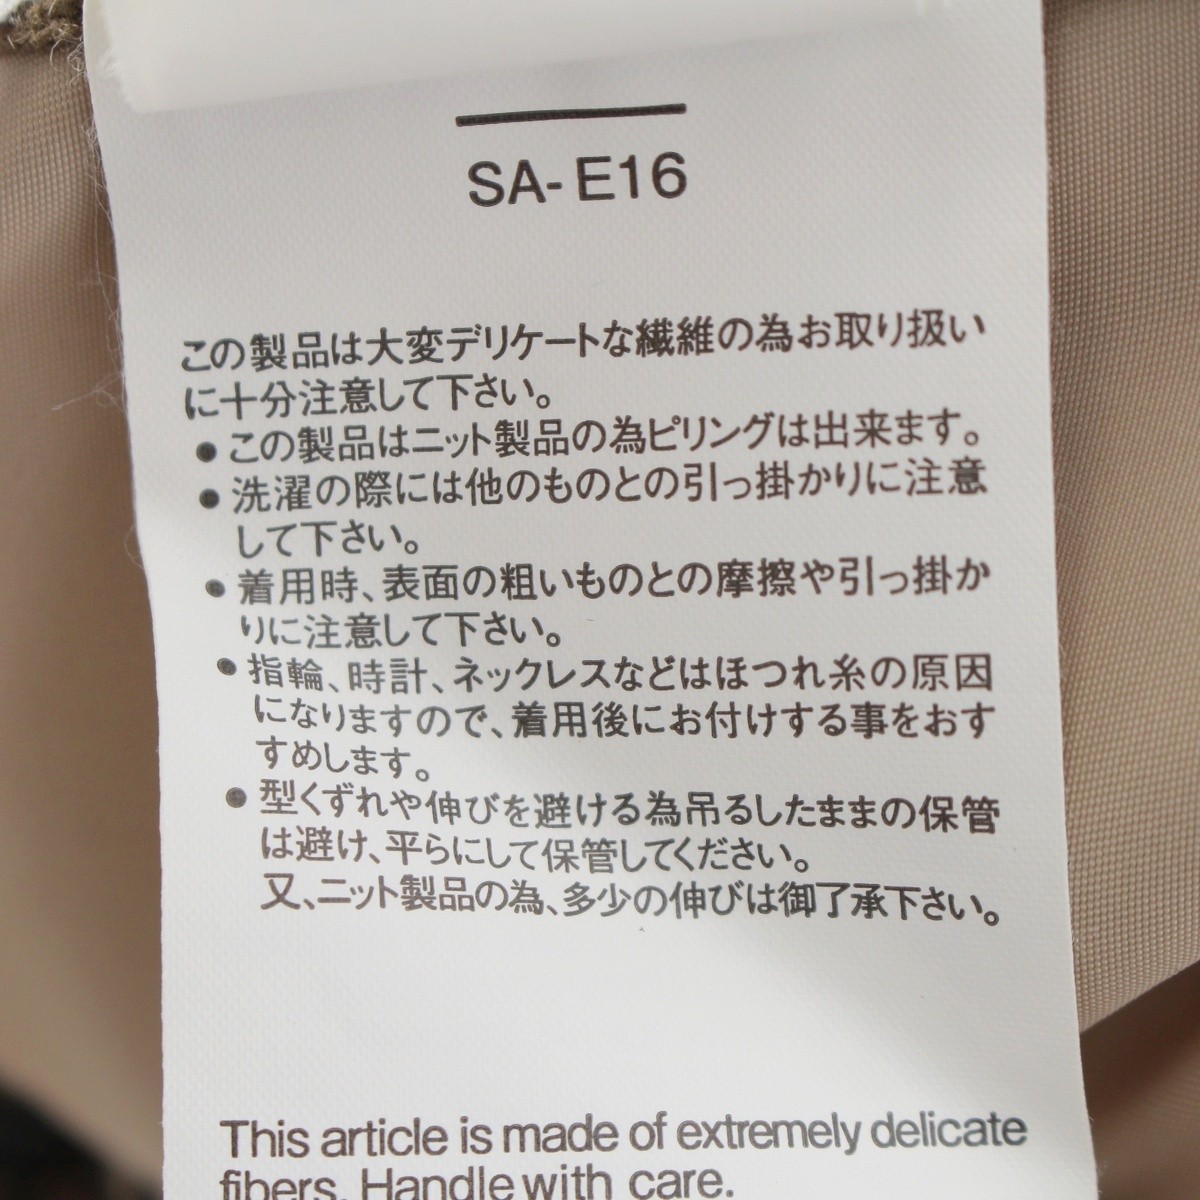 SA-E16
この製品は大変デリケートな繊維の為お取り扱い
に十分注意して下さい。
● この製品はニット製品の為ピリングは出来ます。
● 洗濯の際には他のものとの引っ掛かりに注意
して下さい。
● 着用時、表面の粗いものとの摩擦や引っ掛か
りに注意して下さい。
● 指輪、時計、ネックレスなどはほつれ糸の原因
になりますので、着用後にお付けする事をおす
すめします。
● 型くずれや伸びを避ける為吊るしたままの保管
は避け、平らにして保管してください。
又、ニット製品の為、多少の伸びは御了承下さい。
This article is made of extremely delicate
fibers. Handle with care.